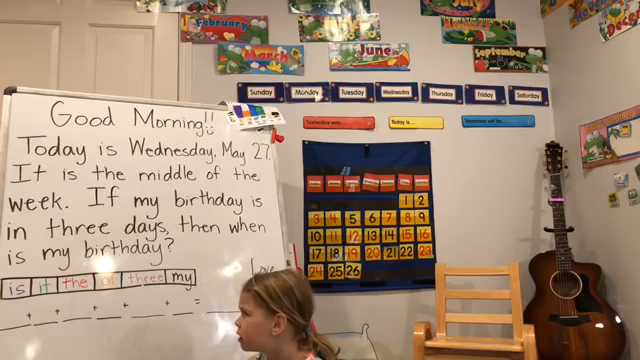 February
March
June
September
Sunday Monday Tuesday Wednesday Thursday Friday Saturday
Yesterday was... Today is... Tomorrow will be...
Good Morning!!
Today is Wednesday, May 27.
It is the middle of the
week. If my birthday is
in three days, then when
is my birthday?
is it the three my
+ + + + + =
Love
1 2
3 4 5 6 7 8 9
10 11 12 13 14 15 16
17 18 19 20 21 22 23
24 25 26